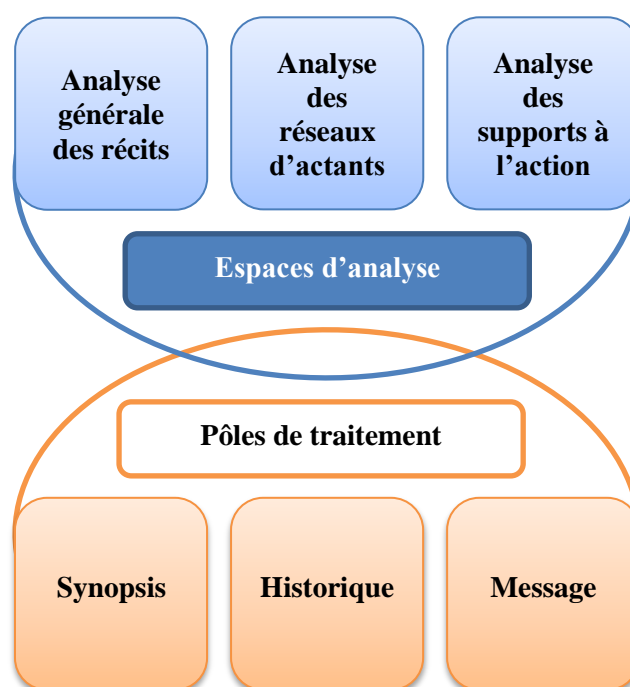 Analyse
générale
des récits
Analyse
des
réseaux
d’actants
Analyse
des
supports à
l’action
Espaces d’analyse
Pôles de traitement
Synopsis
Historique
Message